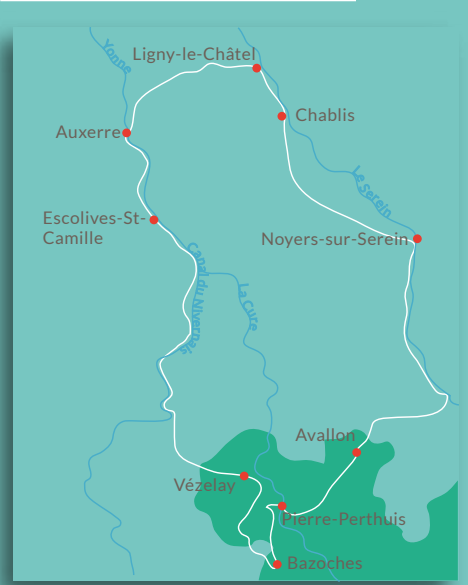 Yonne
Ligny-le-Châtel
Chablis
Auxerre
Le Serein
Escolives-St-
Camille
Noyers-sur-Serein
Canal du Nivernais
La Cure
Avallon
Vézelay
Pierre-Perthuis
Bazoches